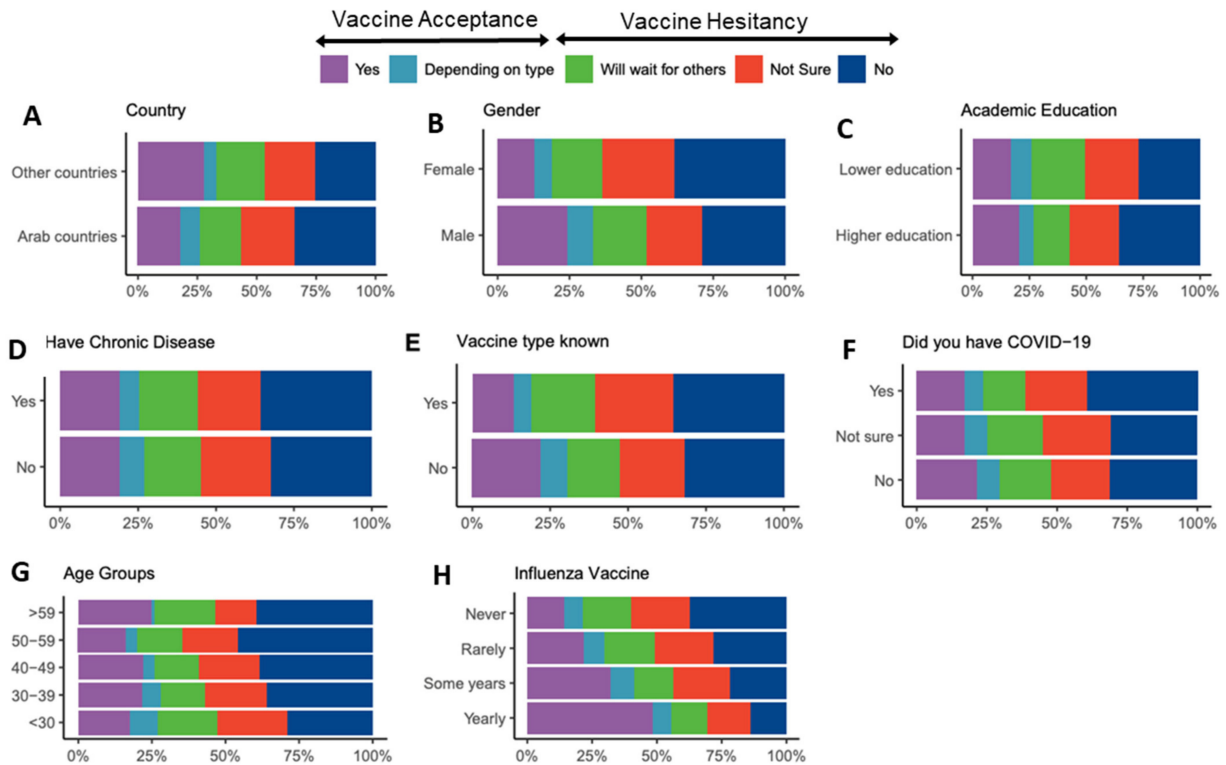 Vaccine Acceptance Vaccine Hesitancy
Yes Depending on type Will wait for others Not Sure No
A Country
Other countries
Arab countries
0% 25% 50% 75% 100%
B Gender
Female
Male
0% 25% 50% 75% 100%
C Academic Education
Lower education
Higher education
0% 25% 50% 75% 100%
D Have Chronic Disease
Yes
No
0% 25% 50% 75% 100%
E Vaccine type known
Yes
No
0% 25% 50% 75% 100%
F Did you have COVID−19
Yes
Not sure
No
0% 25% 50% 75% 100%
G Age Groups
>59
50−59
40−49
30−39
<30
0% 25% 50% 75% 100%
H Influenza Vaccine
Never
Rarely
Some years
Yearly
0% 25% 50% 75% 100%